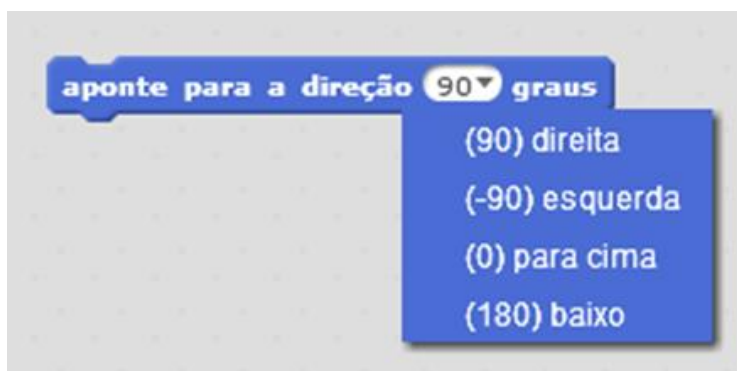 aponte para a direção 90 graus
(90) direita
(-90) esquerda
(0) para cima
(180) baixo